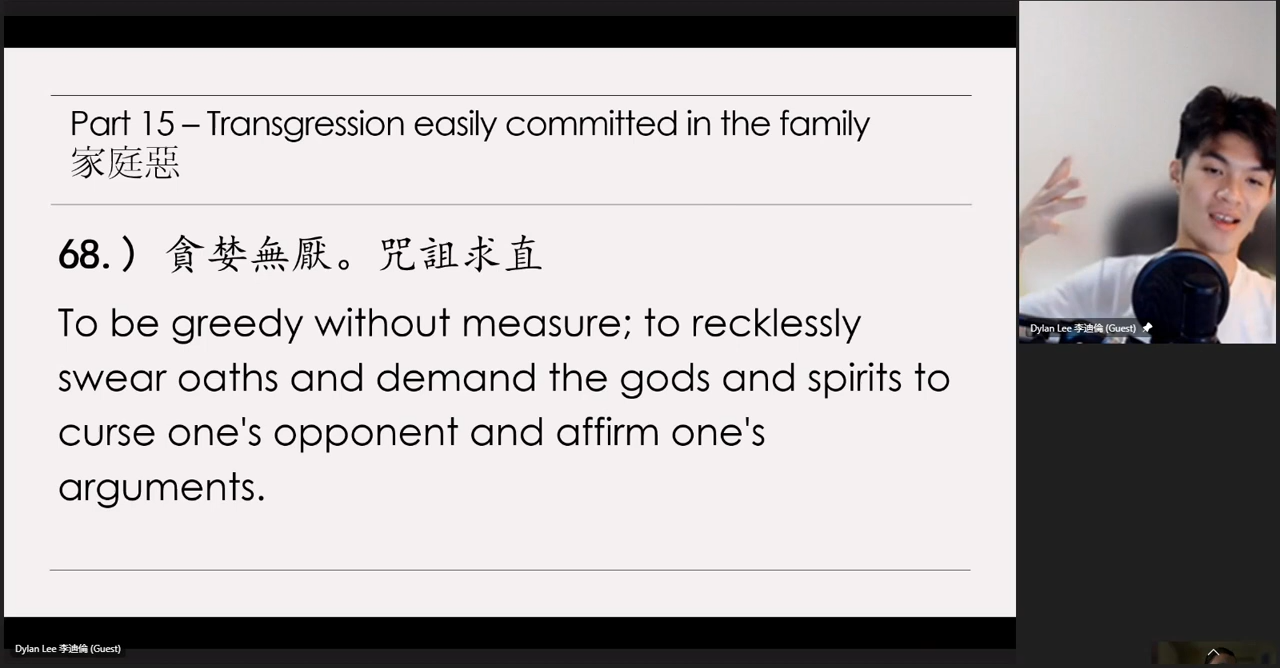 Part 15 – Transgression easily committed in the family
家庭惡
68.） 貪婪無厭。咒詛求直
To be greedy without measure; to recklessly
swear oaths and demand the gods and spirits to
curse one's opponent and affirm one's
arguments.
Dylan Lee 李迪倫 (Guest)
Dylan Lee 李迪倫 (Guest)